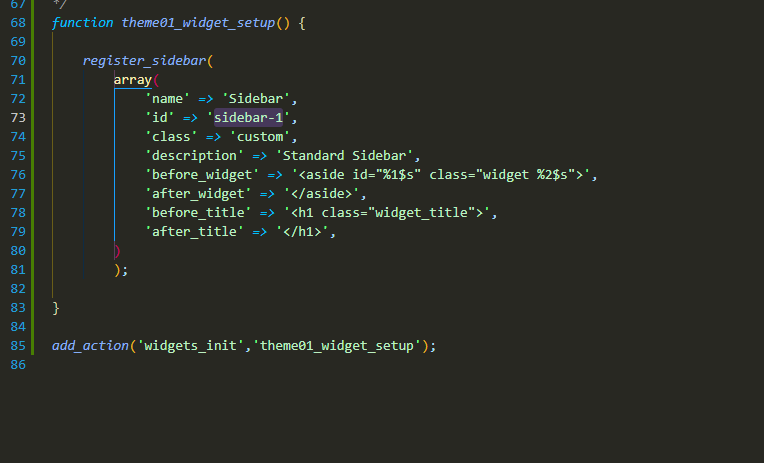 67 */
68 function theme01_widget_setup() {
69
70 register_sidebar(
71 array(
72 'name' => 'Sidebar',
73 'id' => 'sidebar-1',
74 'class' => 'custom',
75 'description' => 'Standard Sidebar',
76 'before_widget' => '<aside id="%1$s" class="widget %2$s">',
77 'after_widget' => '</aside>',
78 'before_title' => '<h1 class="widget_title">',
79 'after_title' => '</h1>',
80 )
81 );
82
83 }
84
85 add_action('widgets_init','theme01_widget_setup');
86